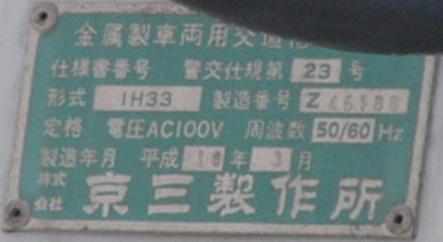 金属製車両用交通信
仕様書番号 警交仕規第 23 号
形式 1H33 製造番号 Z
定格 電圧AC100V 周波数 50/60 Hz
製造年月 平成 10 年 3 月
株式会社 京三製作所